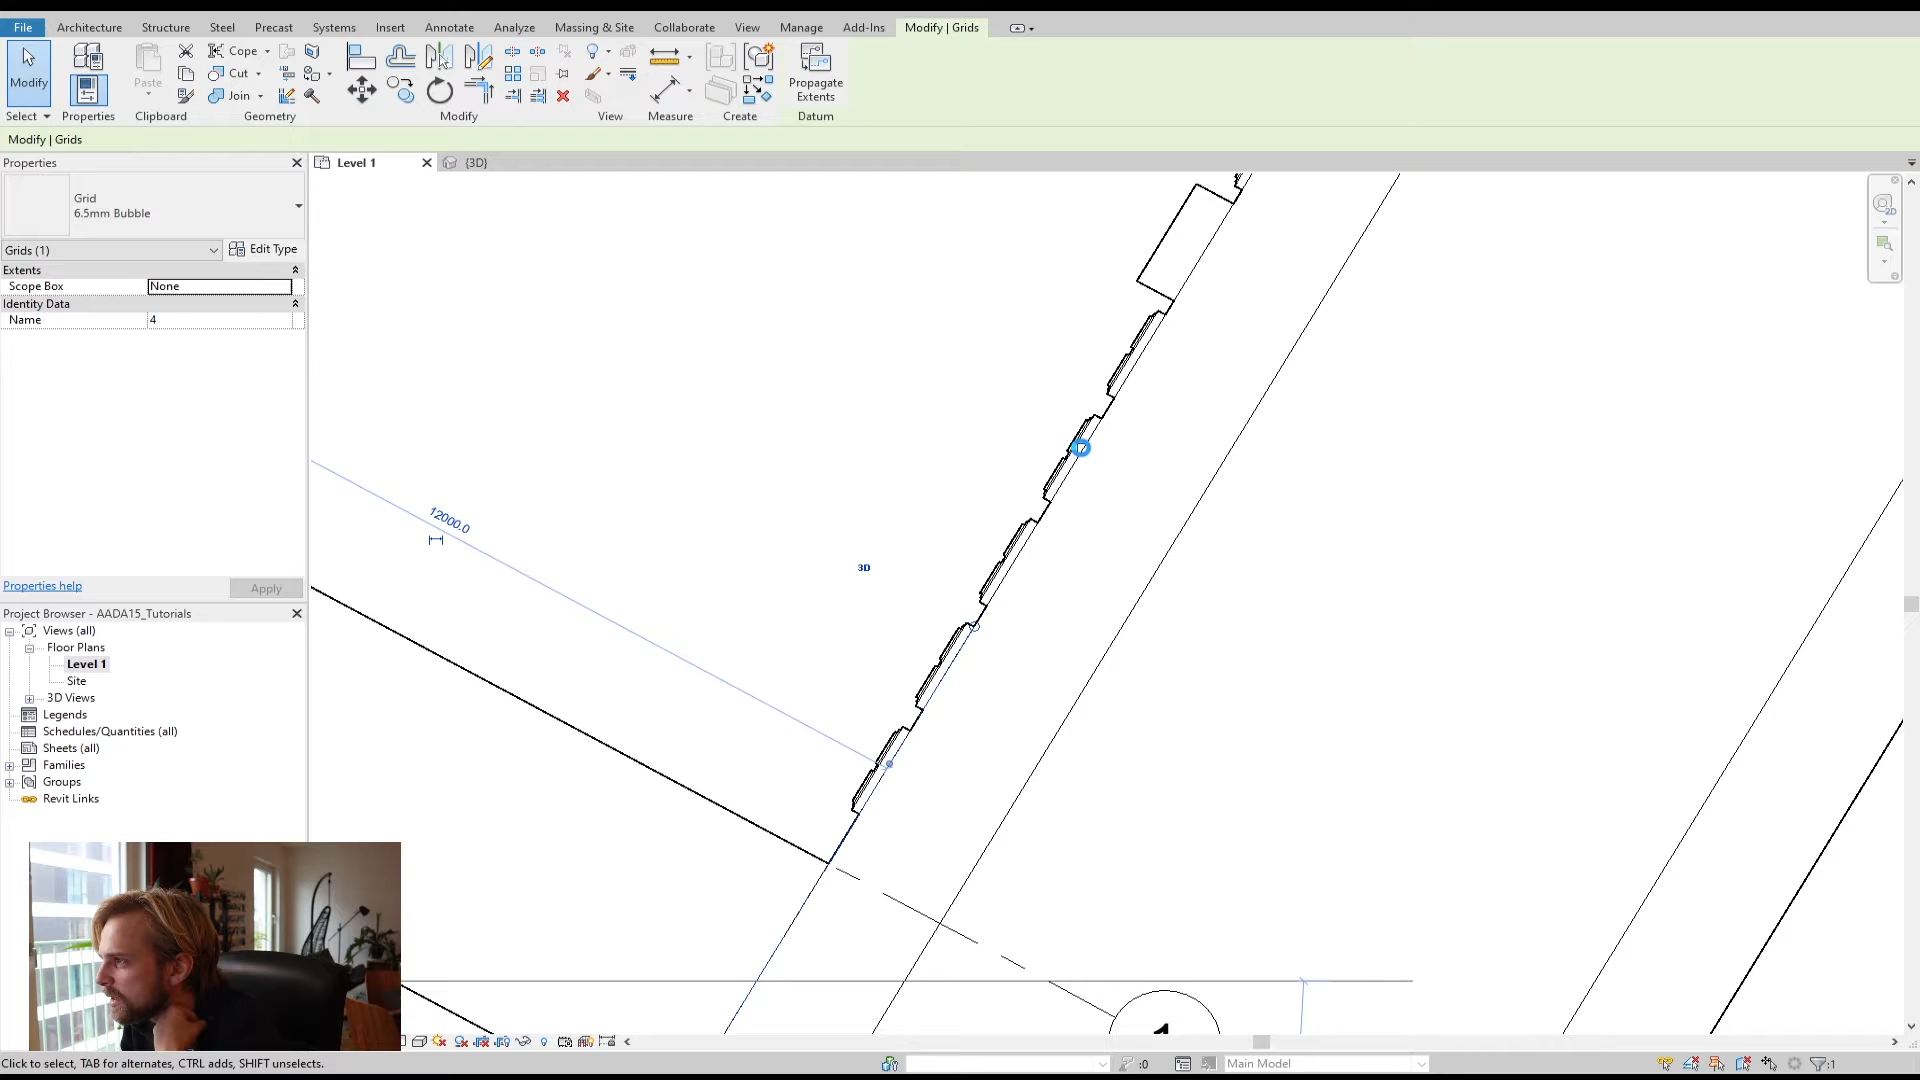 File Architecture Structure Steel Precast Systems Insert Annotate Analyze Massing & Site Collaborate View Manage Add-Ins Modify | Grids
Modify
Paste
Cope
Cut
Join
Propagate
Extents
Select Properties Clipboard Geometry Modify View Measure Create Datum
Modify | Grids
Properties
Level 1
{3D}
Grid
6.5mm Bubble
Grids (1)
Edit Type
Extents
Scope Box None
Identity Data
Name 4
2D
12000.0
3D
Properties help
Apply
Project Browser - AADA15_Tutorials
Views (all)
Floor Plans
Level 1
Site
3D Views
Legends
Schedules/Quantities (all)
Sheets (all)
Families
Groups
Revit Links
1
Click to select, TAB for alternates, CTRL adds, SHIFT unselects.
:0
Main Model
:1